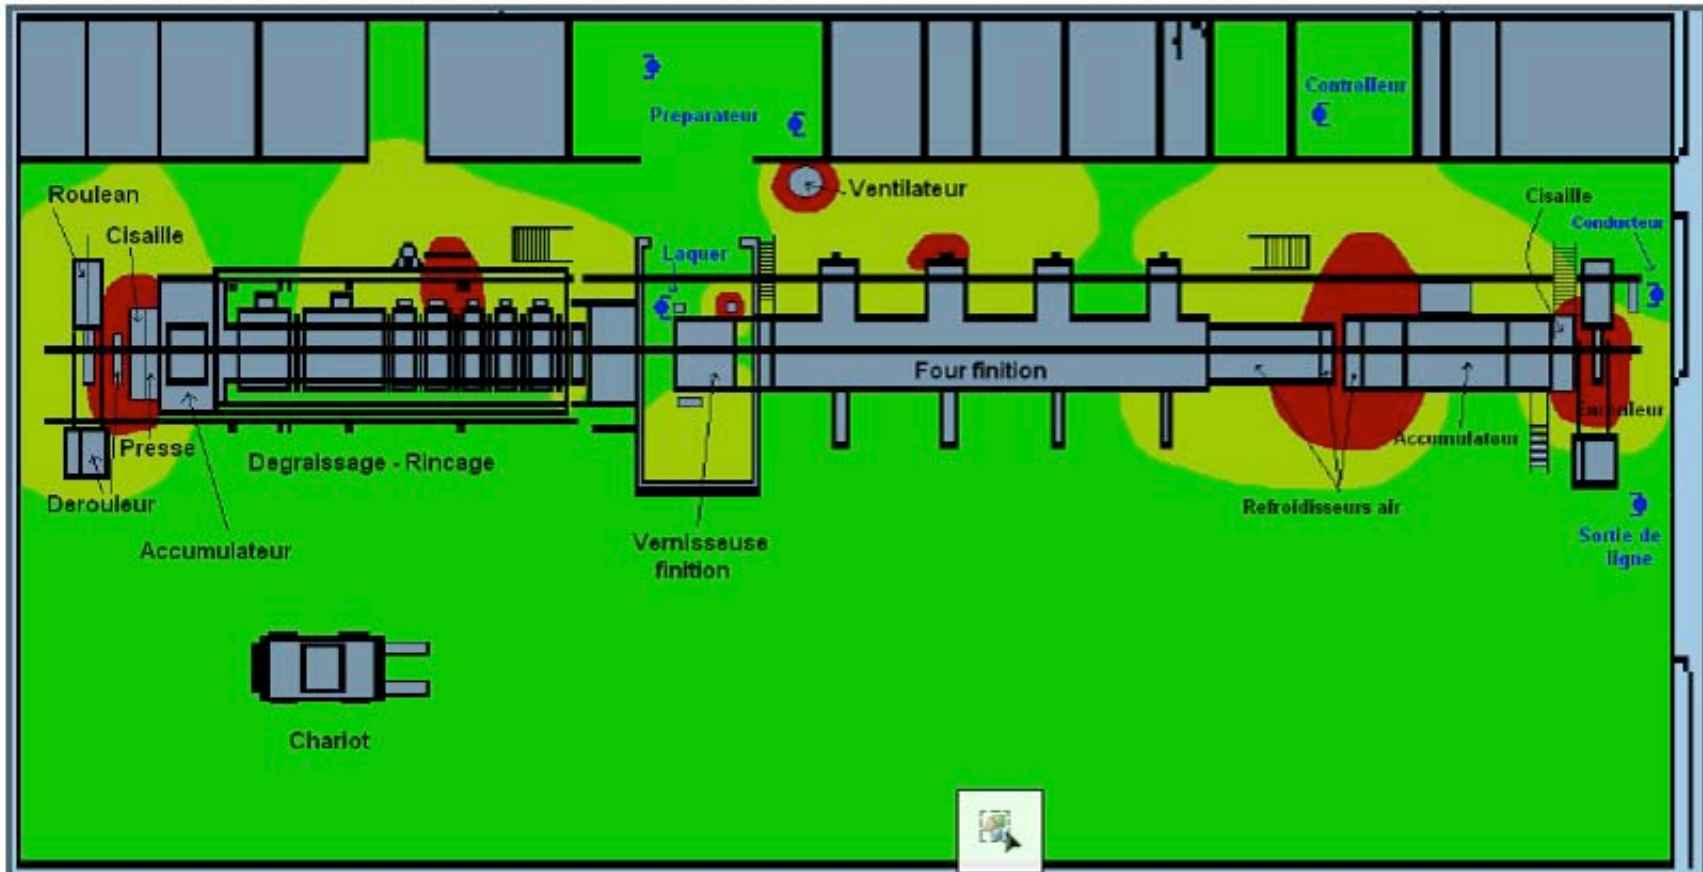 Controlleur
Preparateur
Roulean
Ventilateur
Cisaille
Cisaille
Conducteur
Laquer
Four finition
Accumulateur
Presse
Degraissage - Rincage
Derouleur
Refroidisseurs air
Accumulateur
Vernisseuse
finition
Sortie de
ligne
Chariot